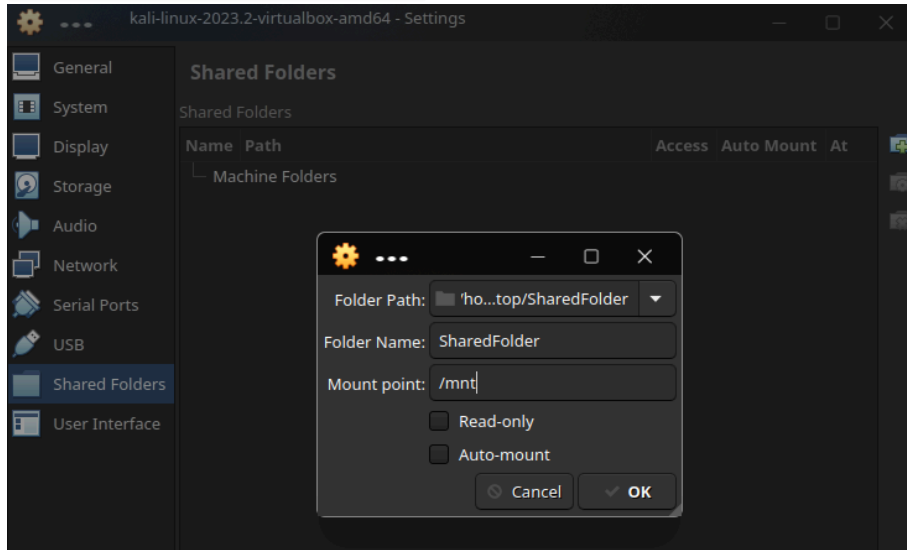 kali-linux-2023.2-virtualbox-amd64 - Settings
General
System
Display
Storage
Audio
Network
Serial Ports
USB
Shared Folders
User Interface
Shared Folders
Shared Folders
Name Path Access Auto Mount At
Machine Folders
Folder Path: /ho...top/SharedFolder
Folder Name: SharedFolder
Mount point: /mnt
Read-only
Auto-mount
Cancel OK